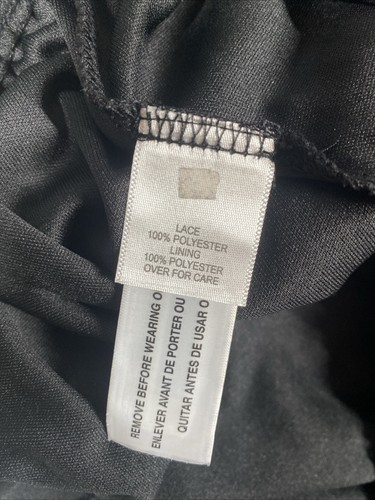 LACE
100% POLYESTER
LINING
100% POLYESTER
OVER FOR CARE
REMOVE BEFORE WEARING O
ENLEVER AVANT DE PORTER OU
QUITAR ANTES DE USAR O